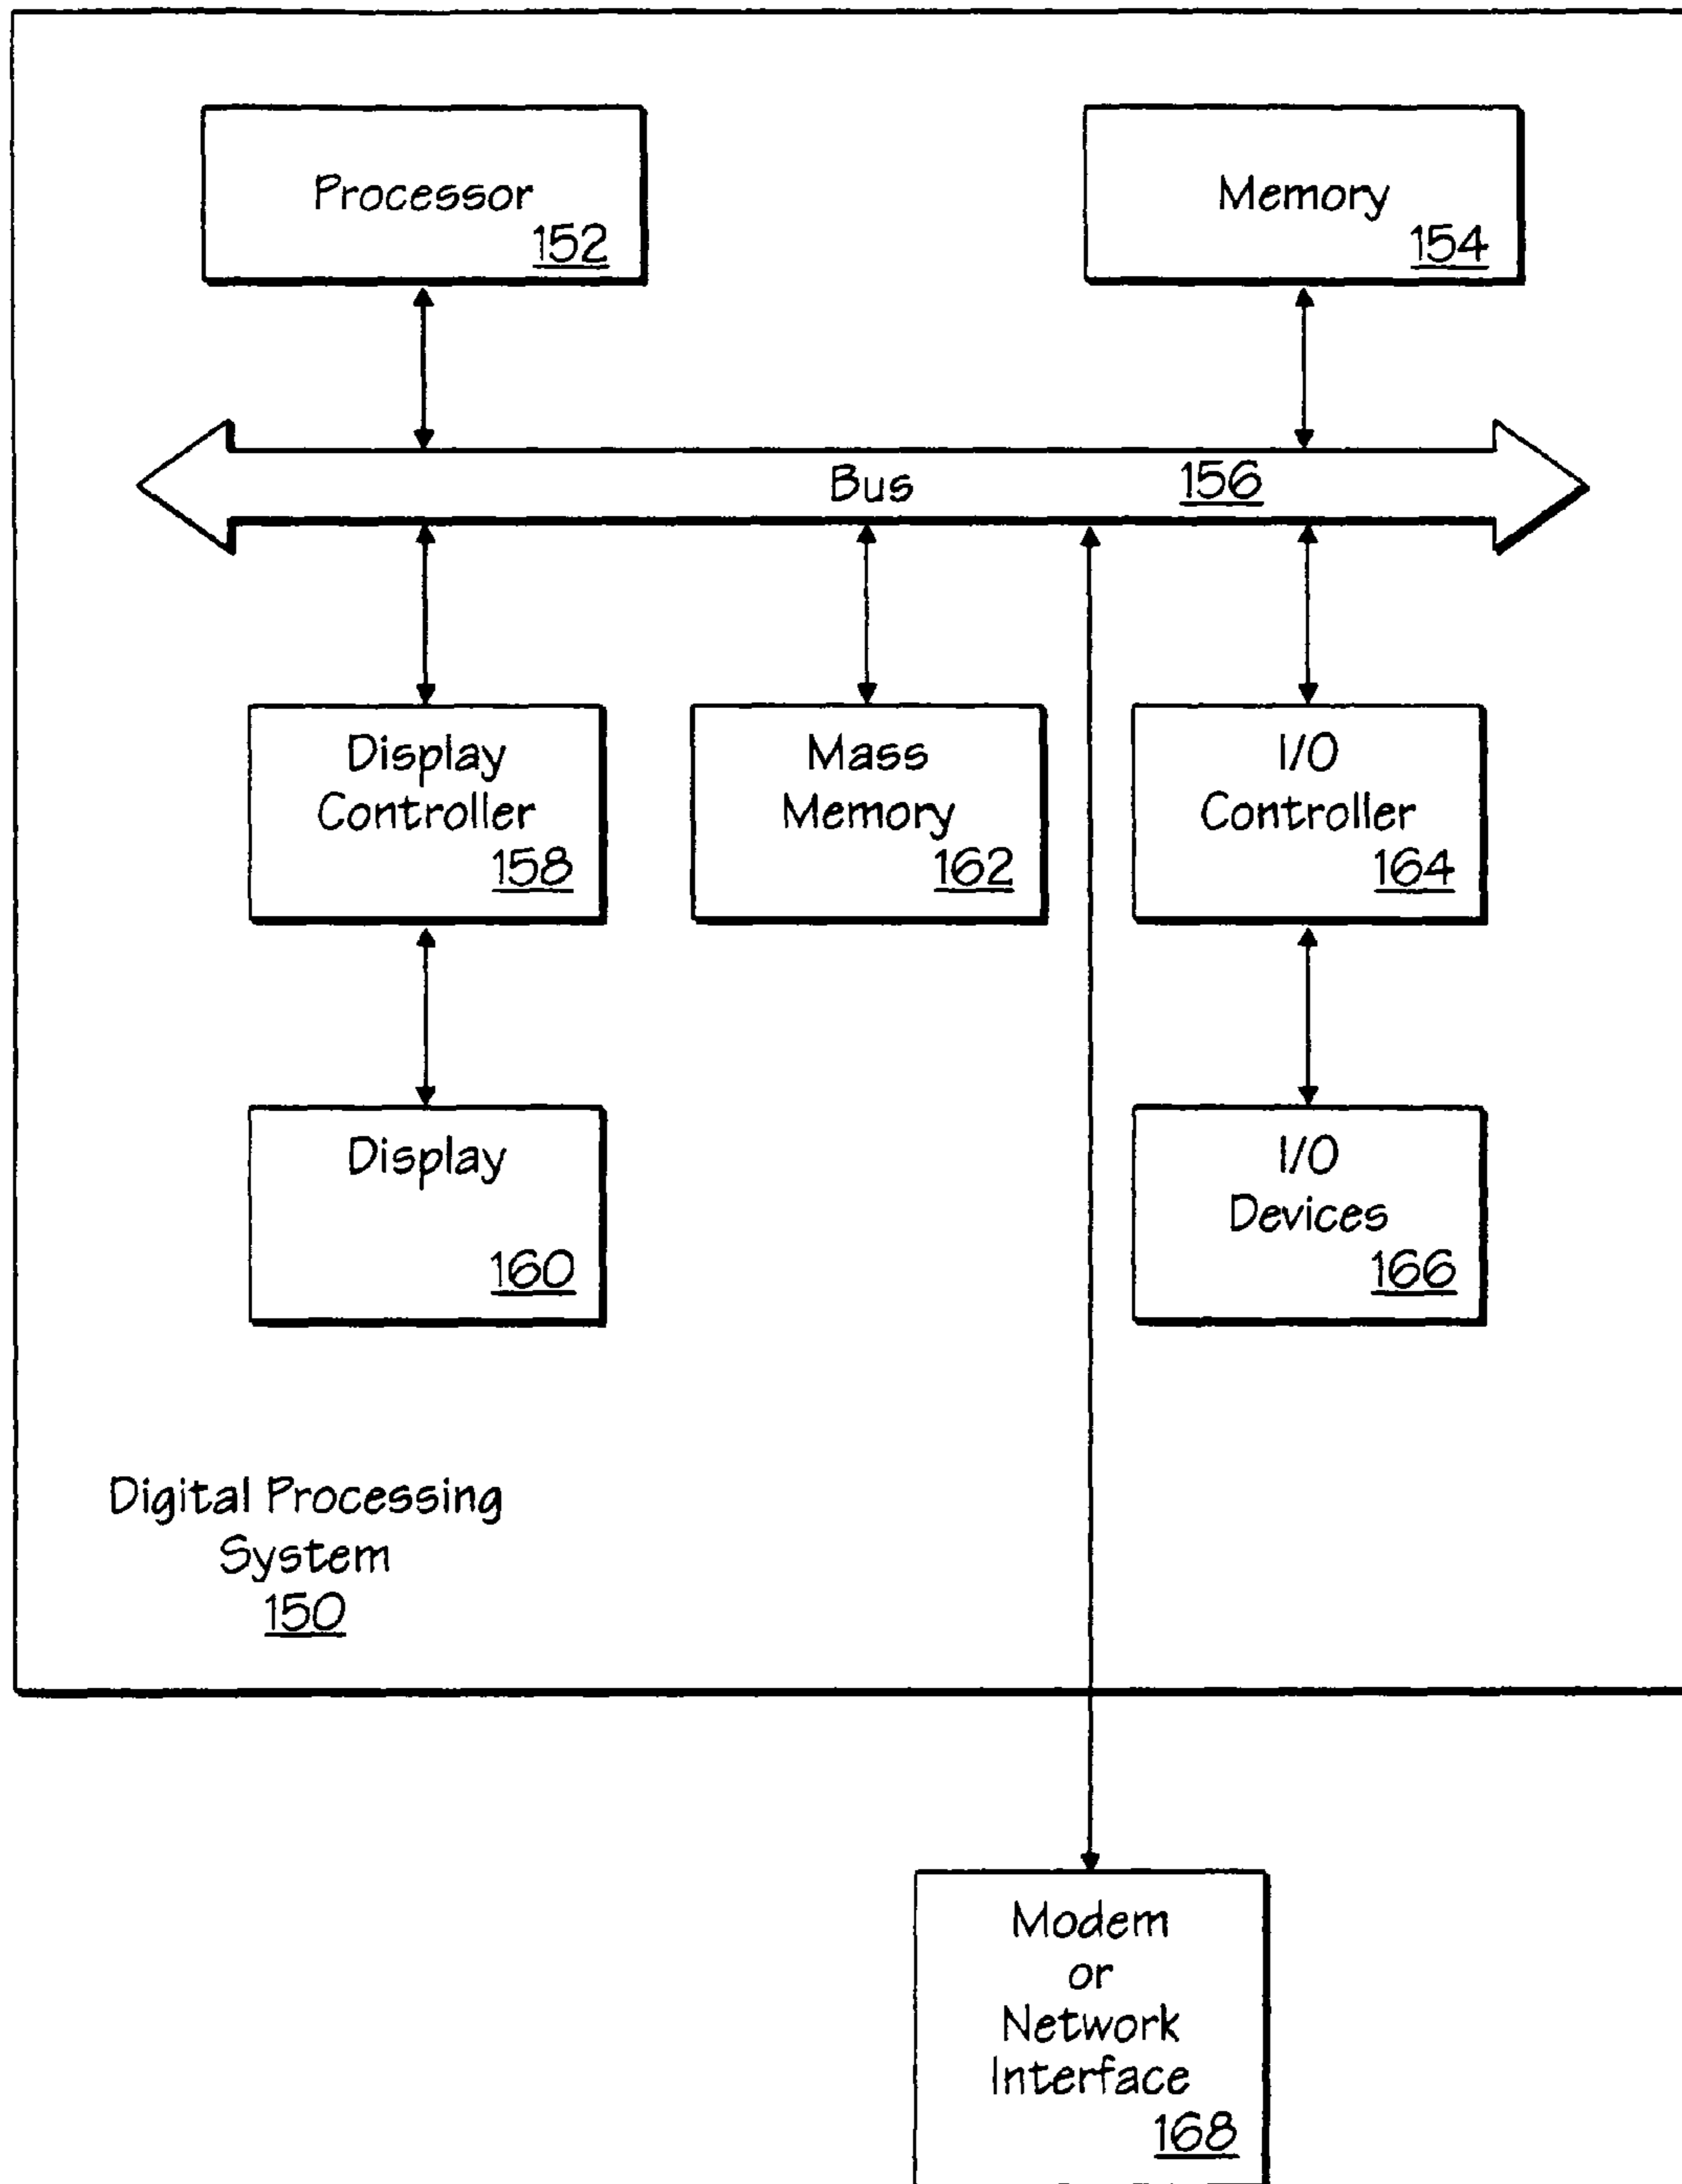 Processor
152
Memory
154
Bus 156
Display
Controller
158
Mass
Memory
162
I/O
Controller
164
Display
160
I/O
Devices
166
Digital Processing
System
150
Modem
or
Network
Interface
168